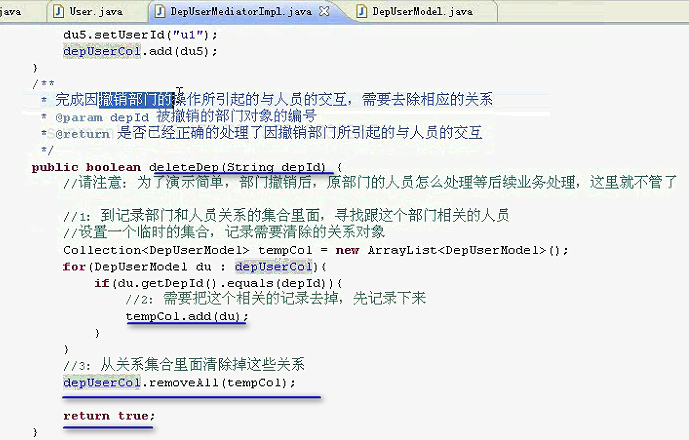 java
User.java
DepUserMediatorImpl.java
DepUserModel.java
du5.setUserId("u1");
depUserCol.add(du5);
}
/**
* 完成因撤销部门的操作所引起的与人员的交互，需要去除相应的关系
* @param depId 被撤销的部门对象的编号
* @return 是否已经正确的处理了因撤销部门所引起的与人员的交互
*/
public boolean deleteDep(String depId) {
//请注意：为了演示简单，部门撤销后，原部门的人员怎么处理等后续业务处理，这里就不管了
//1：到记录部门和人员关系的集合里面，寻找跟这个部门相关的人员
//设置一个临时的集合，记录需要清除的关系对象
Collection<DepUserModel> tempCol = new ArrayList<DepUserModel>();
for(DepUserModel du : depUserCol){
if(du.getDepId().equals(depId)){
//2：需要把这个相关的记录去掉，先记录下来
tempCol.add(du);
}
}
//3：从关系集合里面清除掉这些关系
depUserCol.removeAll(tempCol);
return true;
}